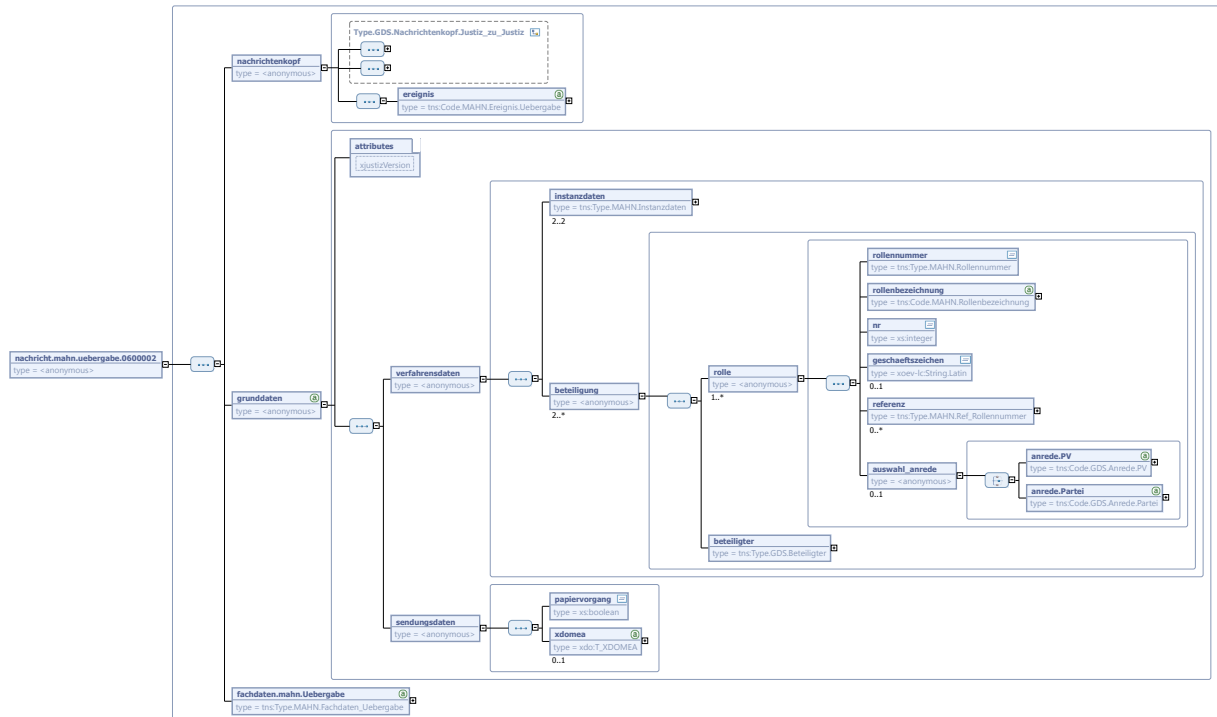 Type.GDS.Nachrichtenkopf.Justiz_zu_Justiz
nachrichtenkopf
type = <anonymous>
ereignis
type = tns:Code.MAHN.Ereignis.Uebergabe
attributes
xjustizVersion
instanzdaten
type = tns:Type.MAHN.Instanzdaten
2..2
rollennummer
type = tns:Type.MAHN.Rollennummer
rollenbezeichnung
type = tns:Code.MAHN.Rollenbezeichnung
nr
type = xs:integer
nachricht.mahn.uebergabe.0600002
type = <anonymous>
geschaeftszeichen
type = xoev-lc:String.Latin
0..1
verfahrensdaten
type = <anonymous>
rolle
type = <anonymous>
1..*
grunddaten
type = <anonymous>
beteiligung
type = <anonymous>
2..*
referenz
type = tns:Type.MAHN.Ref_Rollennummer
0..*
auswahl_anrede
type = <anonymous>
0..1
anrede.PV
type = tns:Code.GDS.Anrede.PV
anrede.Partei
type = tns:Code.GDS.Anrede.Partei
beteiligter
type = tns:Type.GDS.Beteiligter
papiervorgang
type = xs:boolean
sendungsdaten
type = <anonymous>
xdomea
type = xdo:T_XDOMEA
0..1
fachdaten.mahn.Uebergabe
type = tns:Type.MAHN.Fachdaten_Uebergabe